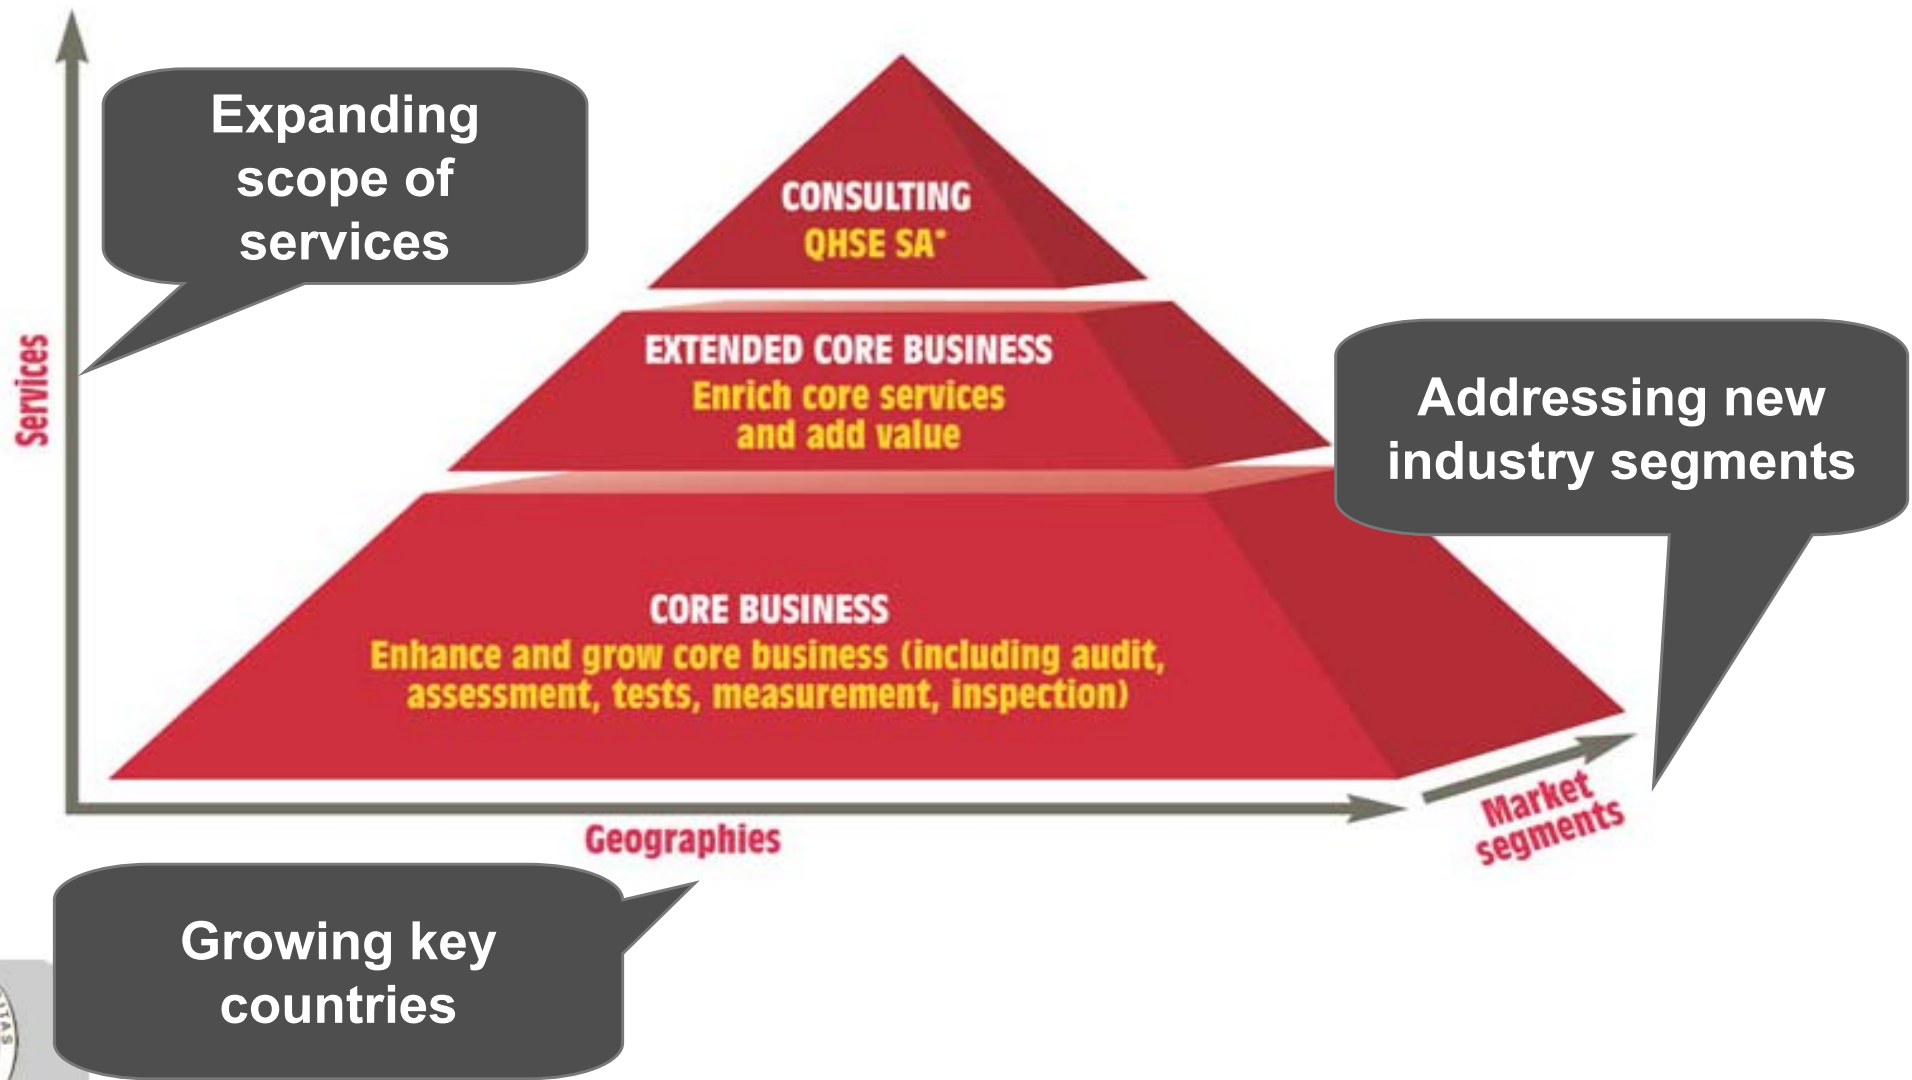 Expanding
scope of
services
CONSULTING
QHSE SA*
EXTENDED CORE BUSINESS
Enrich core services
and add value
Services
Addressing new
industry segments
CORE BUSINESS
Enhance and grow core business (including audit,
assessment, tests, measurement, inspection)
Geographies
Market
segments
Growing key
countries